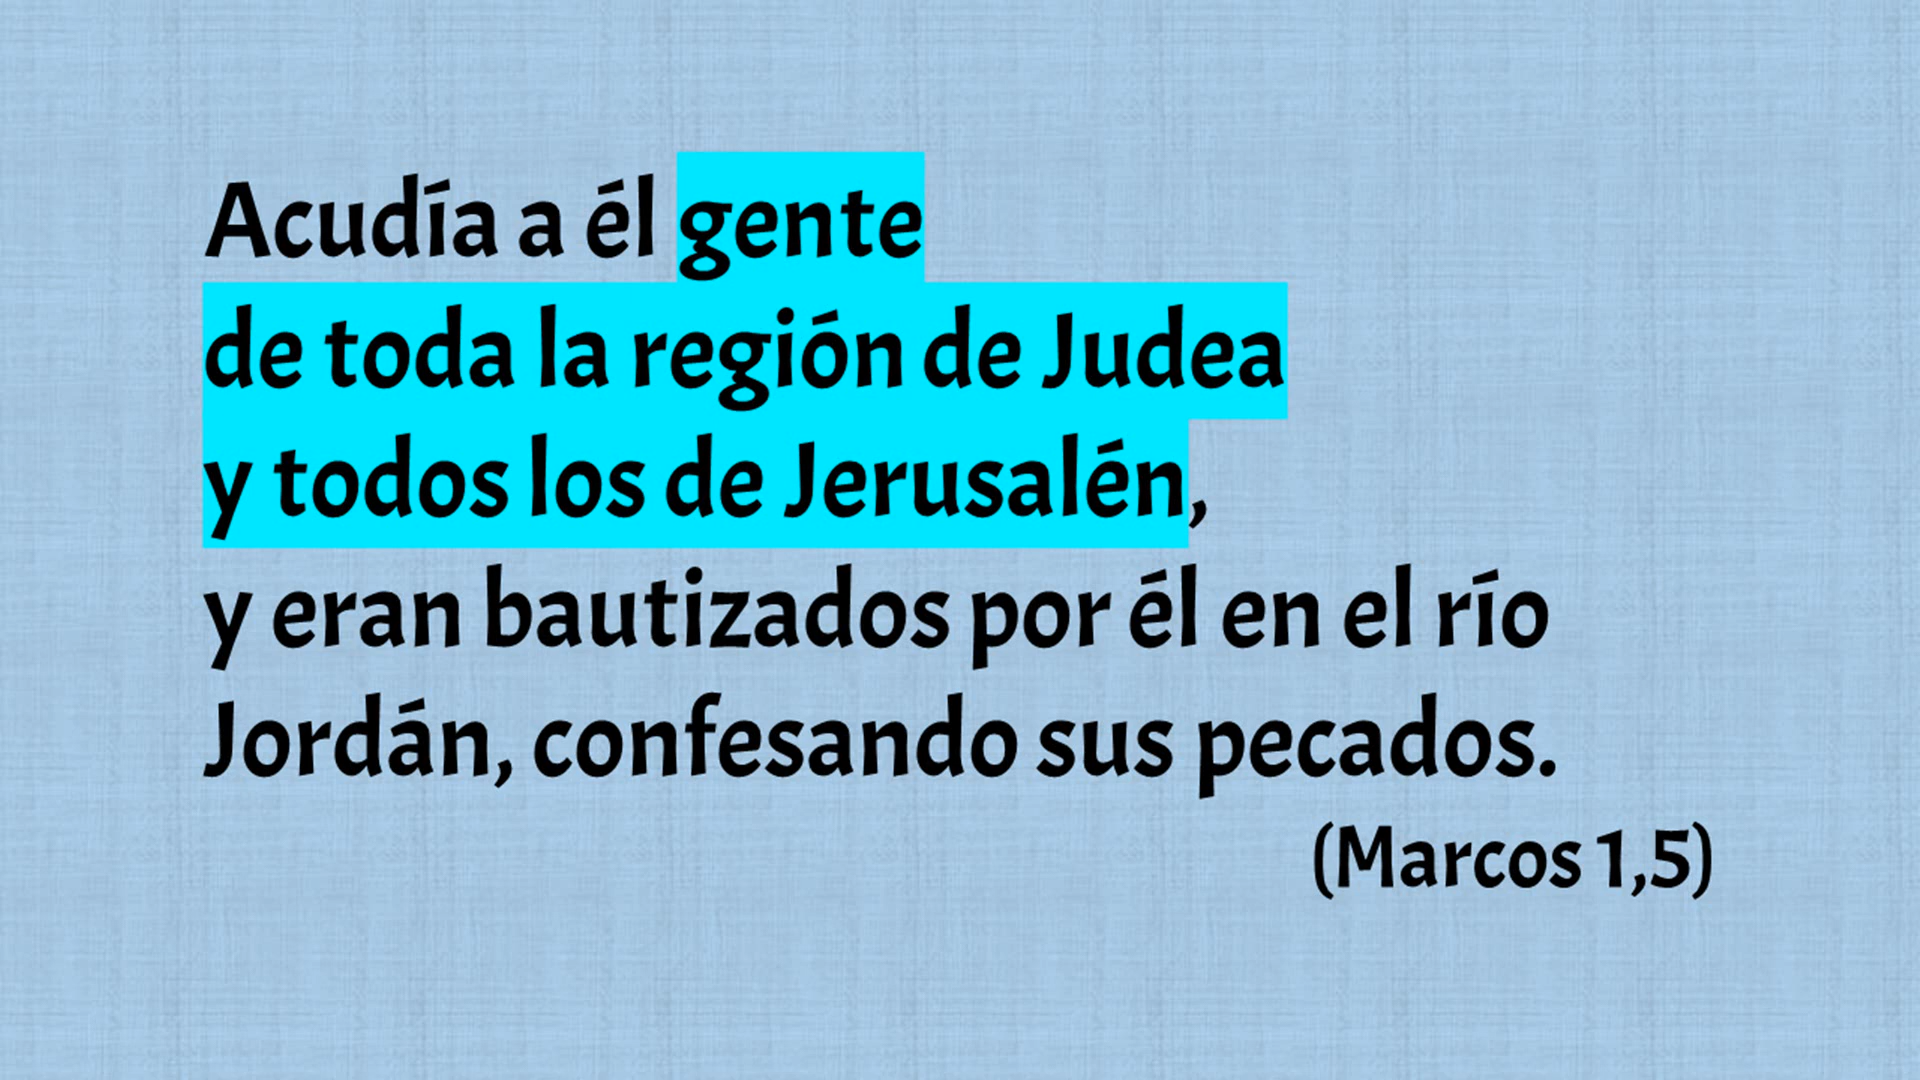 Acudía a él gente
de toda la región de Judea
y todos los de Jerusalén,
y eran bautizados por él en el río
Jordán, confesando sus pecados.
(Marcos 1,5)